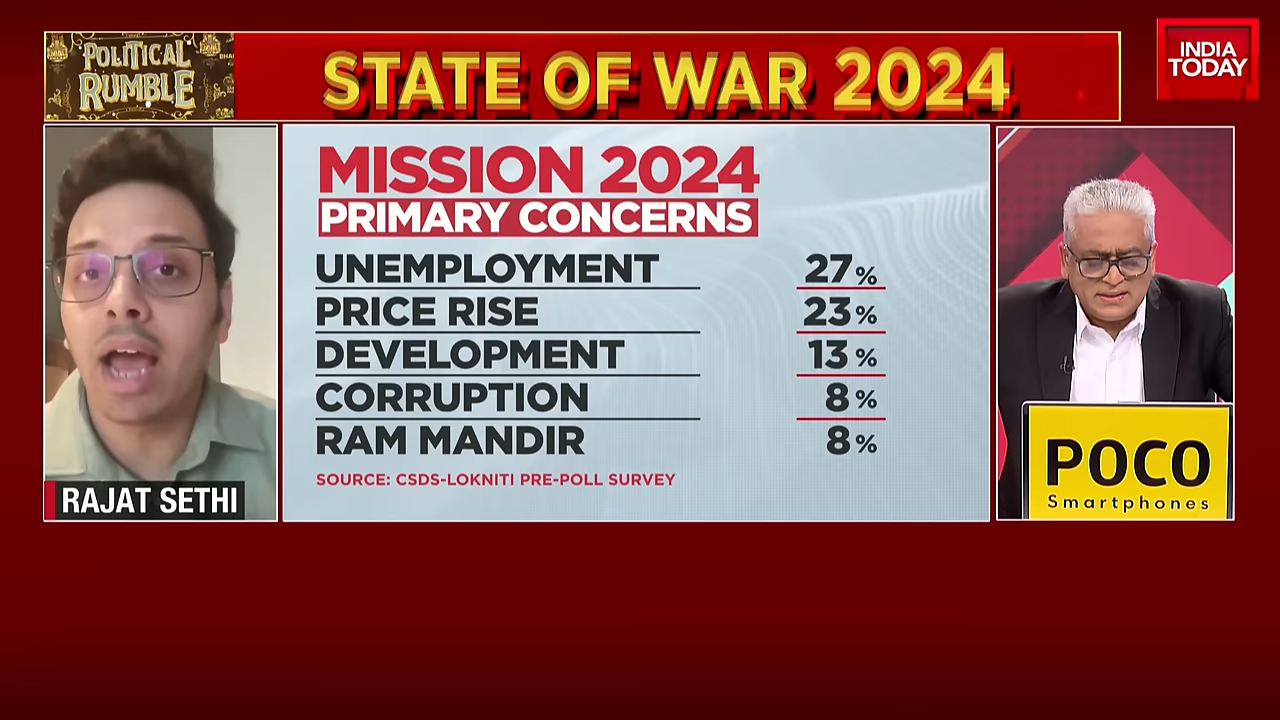 POLITICAL
RUMBLE
STATE OF WAR 2024
INDIA
TODAY
MISSION 2024
PRIMARY CONCERNS
UNEMPLOYMENT 27%
PRICE RISE 23%
DEVELOPMENT 13%
CORRUPTION 8%
RAM MANDIR 8%
SOURCE: CSDS-LOKNITI PRE-POLL SURVEY
RAJAT SETHI
POCO
Smartphones